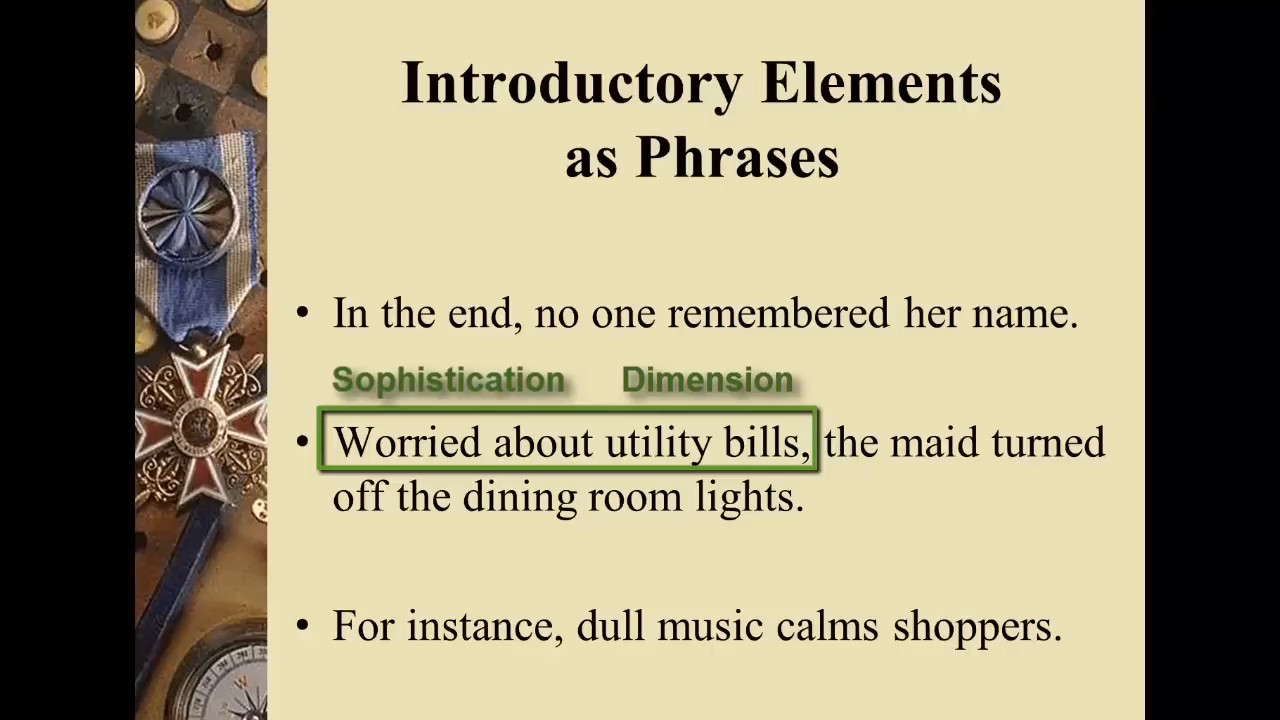 Introductory Elements
as Phrases
• In the end, no one remembered her name.
Sophistication Dimension
• Worried about utility bills, the maid turned
off the dining room lights.
• For instance, dull music calms shoppers.